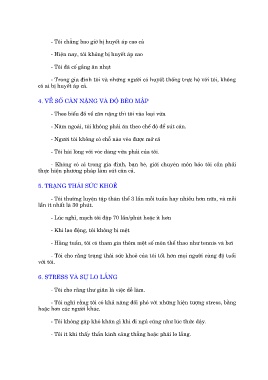 - Tôi chẳng bao giờ bị huyết áp cao cả
- Hiện nay, tôi không bị huyết áp cao
- Tôi đã cố gắng ăn nhạt
- Trong gia đình tôi và những người có huyết thống trực hệ với tôi, không
có ai bị huyết áp cả.
4. VỀ SỐ CÂN NẶNG VÀ ĐỘ BÉO MẬP
- Theo biểu đồ về cân nặng thì tôi vào loại vừa
- Năm ngoái, tôi không phải ăn theo chế độ để sút cân.
- Người tôi không có chỗ nào véo được mỡ cả
- Tôi hài lòng với vóc dáng vừa phải của tôi.
- Không có ai trong gia đình, bạn bè, giới chuyên môn bảo tôi cần phải
thực hiện phương pháp làm sút cân cả.
5. TRẠNG THÁI SỨC KHOẺ
- Tôi thường luyện tập thân thể 3 lần mỗi tuần hay nhiều hơn nữa, và mỗi
lần ít nhất là 30 phút.
- Lúc nghỉ, mạch tôi đập 70 lần/phút hoặc ít hơn
- Khi lao động, tôi không bị mệt
- Hằng tuần, tôi có tham gia thêm một số môn thể thao như tennis và bơi
- Tôi cho rằng trạng thái sức khoẻ của tôi tốt hơn mọi người cùng độ tuổi
với tôi.
6. STRESS VÀ SỰ LO LẮNG
- Tôi cho rằng thư giãn là việc dễ làm.
- Tôi nghĩ rằng tôi có khả năng đối phó với những hiện tượng stress, bằng
hoặc hơn các người khác.
- Tôi không gặp khó khăn gì khi đi ngủ cũng như lúc thức dậy.
- Tôi ít khi thấy thần kinh căng thẳng hoặc phải lo lắng.